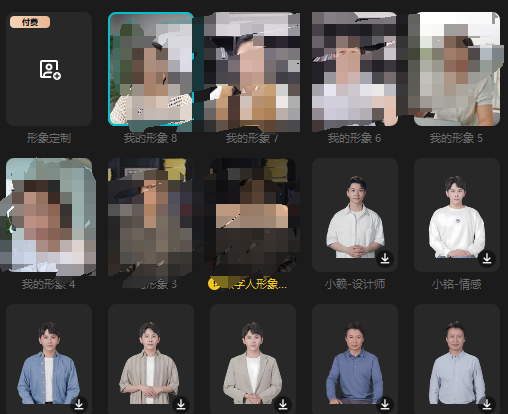 付费
形象定制
我的形象 8
我的形象 7
我的形象 6
我的形象 5
我的形象 4
形象 3
字人形象...
小赖-设计师
小铭-情感